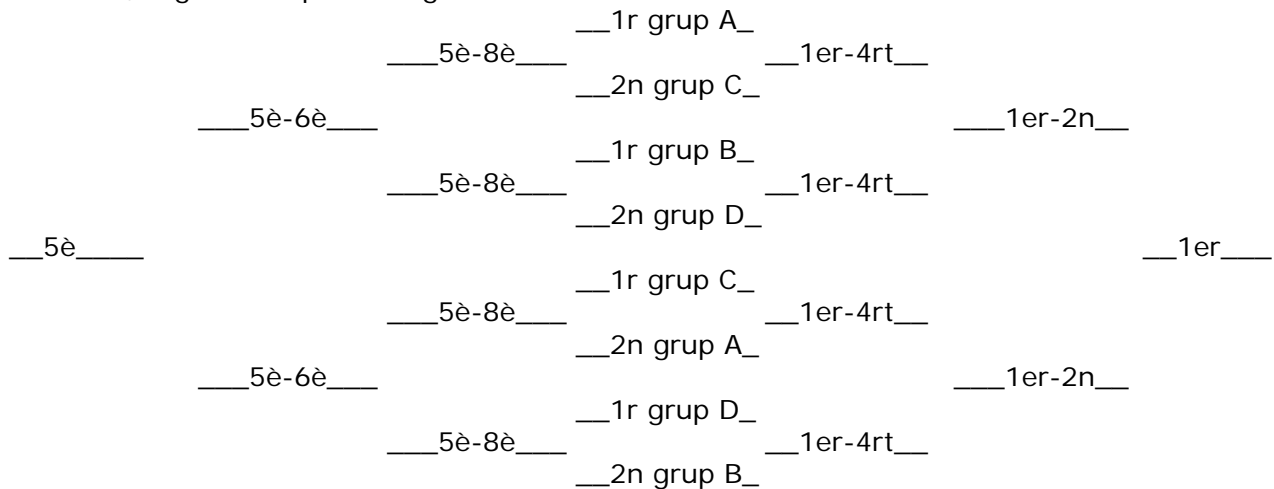 __1r grup A_
___5è-8è___ __1er-4rt__
__2n grup C_
___5è-6è___ ___1er-2n__
__1r grup B_
___5è-8è___ __1er-4rt__
__2n grup D_
__5è____ __1er___
__1r grup C_
___5è-8è___ __1er-4rt__
__2n grup A_
___5è-6è___ ___1er-2n__
__1r grup D_
___5è-8è___ __1er-4rt__
__2n grup B_